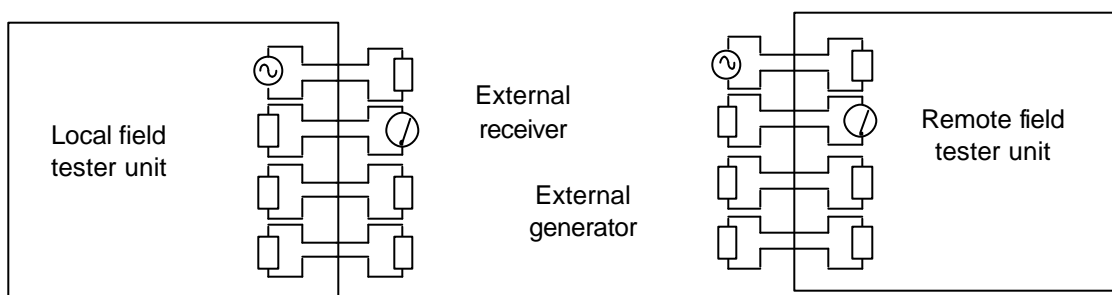 Local field
tester unit
External
receiver
External
generator
Remote field
tester unit